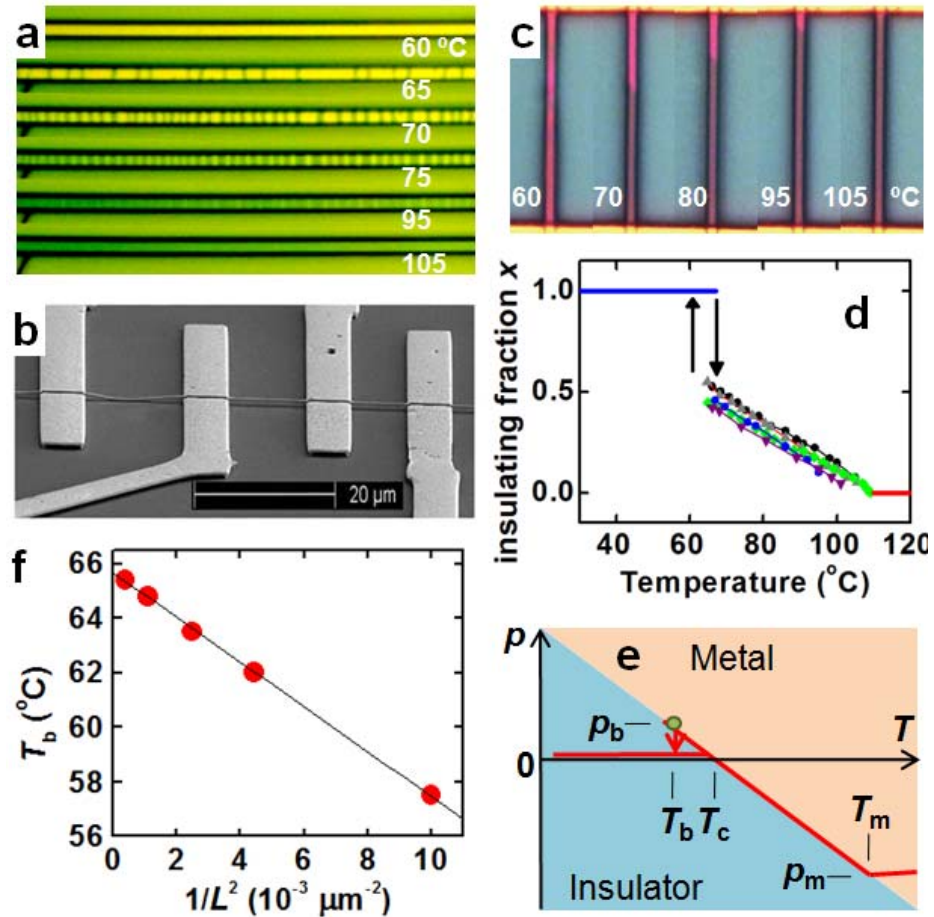 a
60 ºC
65
70
75
95
105
b
20 µm
c
60 70 80 95 105 ºC
d
insulating fraction x
1.0
0.5
0.0
40 60 80 100 120
Temperature (°C)
e
p
Metal
T
p_b
0
T_b T_c
T_m
p_m
Insulator
f
T_b (°C)
66
64
62
60
58
56
0 2 4 6 8 10
1/L² (10⁻³ µm⁻²)